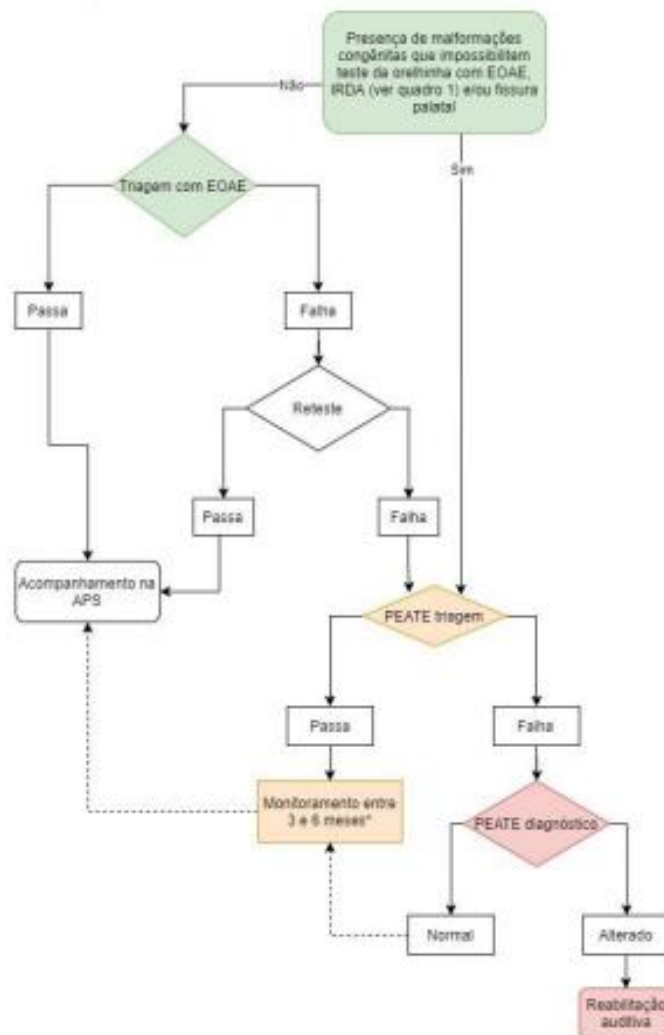 Presença de malformações
congênitas que impossibilitem
teste da orelhinha com EOAE,
IRDA (ver quadro 1) e/ou fissura
palatal
Não
Sim
Triagem com EOAE
Passa
Falha
Reteste
Passa
Falha
Acompanhamento na
APS
PEATE triagem
Passa
Falha
Monitoramento entre
3 e 6 meses*
PEATE diagnóstico
Normal
Alterado
Reabilitação
auditiva